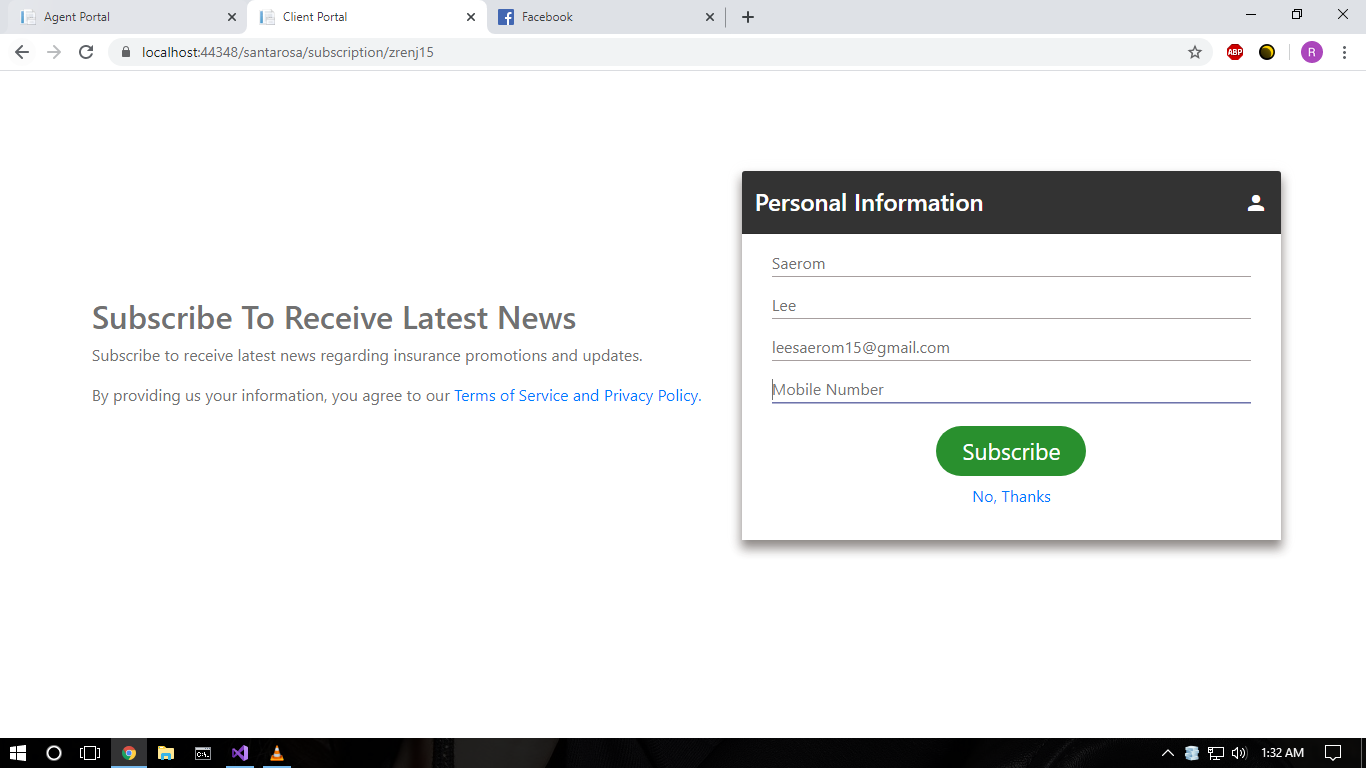 Agent Portal
Client Portal
Facebook
localhost:44348/santarosa/subscription/zrenj15
ABP
R
Personal Information
Saerom
Lee
leesaerom15@gmail.com
Mobile Number
Subscribe
No, Thanks
Subscribe To Receive Latest News
Subscribe to receive latest news regarding insurance promotions and updates.
By providing us your information, you agree to our Terms of Service and Privacy Policy.
1:32 AM